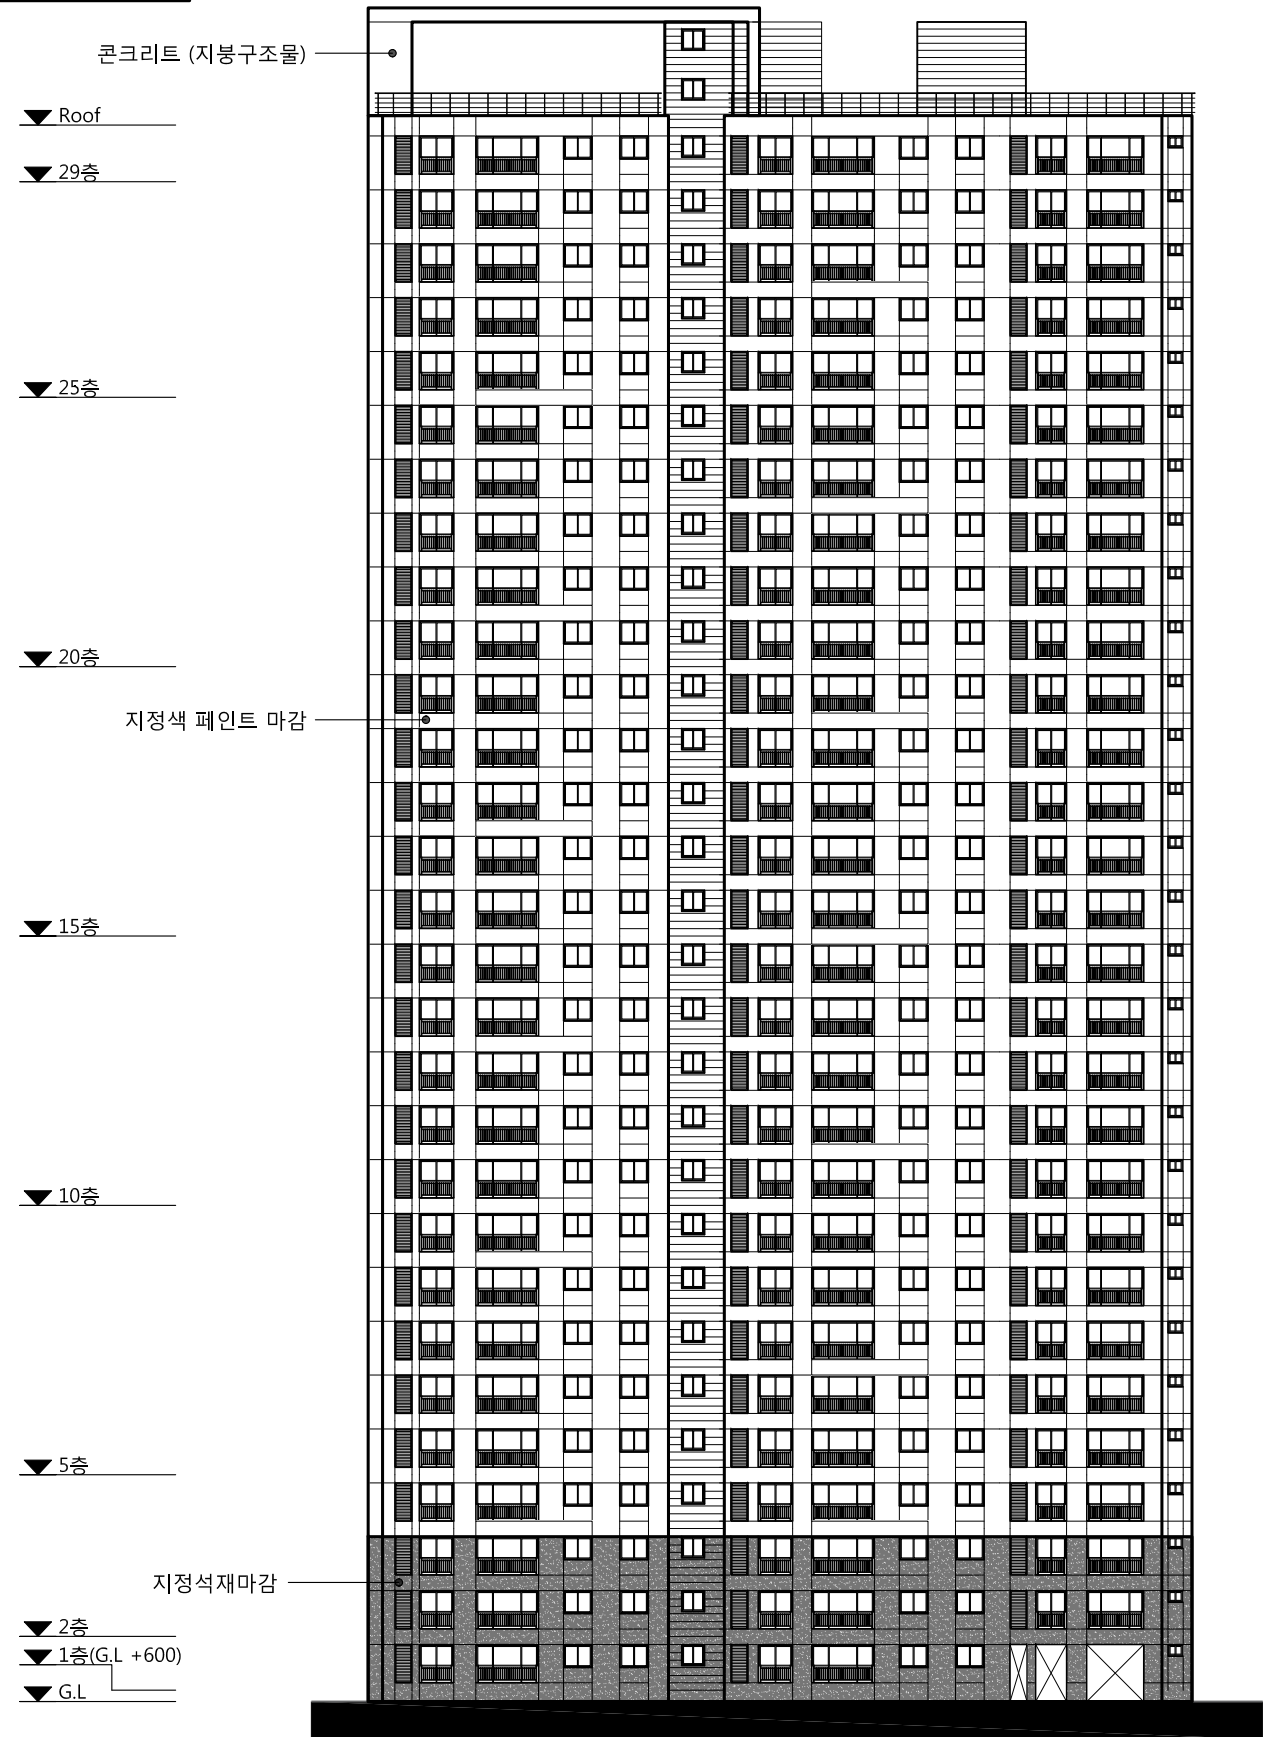 콘크리트 (지붕구조물)
Roof
29층
25층
20층
지정색 페인트 마감
15층
10층
5층
지정석재마감
2층
1층(G.L +600)
G.L